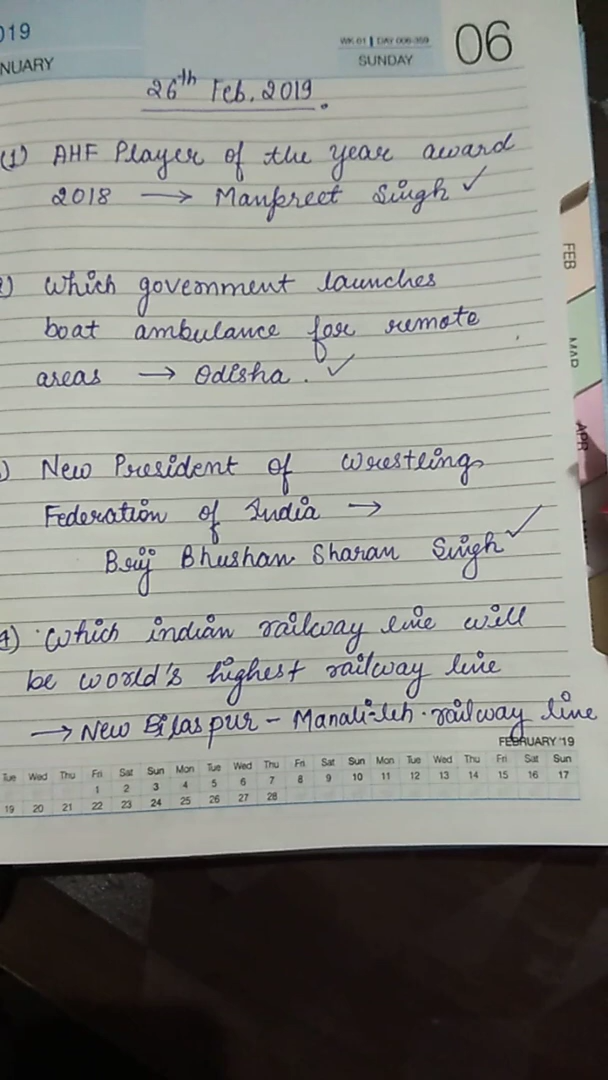 019
NUARY
WK 01 | DAY 006-359
SUNDAY
06
26th Feb, 2019.
(1) AHF Player of the year award
2018 → Manpreet Singh ✓
) which government launches
boat ambulance for remote
areas → Odisha. ✓
) New President of Wrestling
Federation of India →
Brij Bhushan Sharan Singh ✓
4) Which indian railway line will
be world's highest railway line
→ New Bilaspur - Manali-leh railway line
FEB
MAR
APR
FEBRUARY '19
Tue Wed Thu Fri Sat Sun Mon Tue Wed Thu Fri Sat Sun Mon Tue Wed Thu Fri Sat Sun
1 2 3 4 5 6 7 8 9 10 11 12 13 14 15 16 17
19 20 21 22 23 24 25 26 27 28